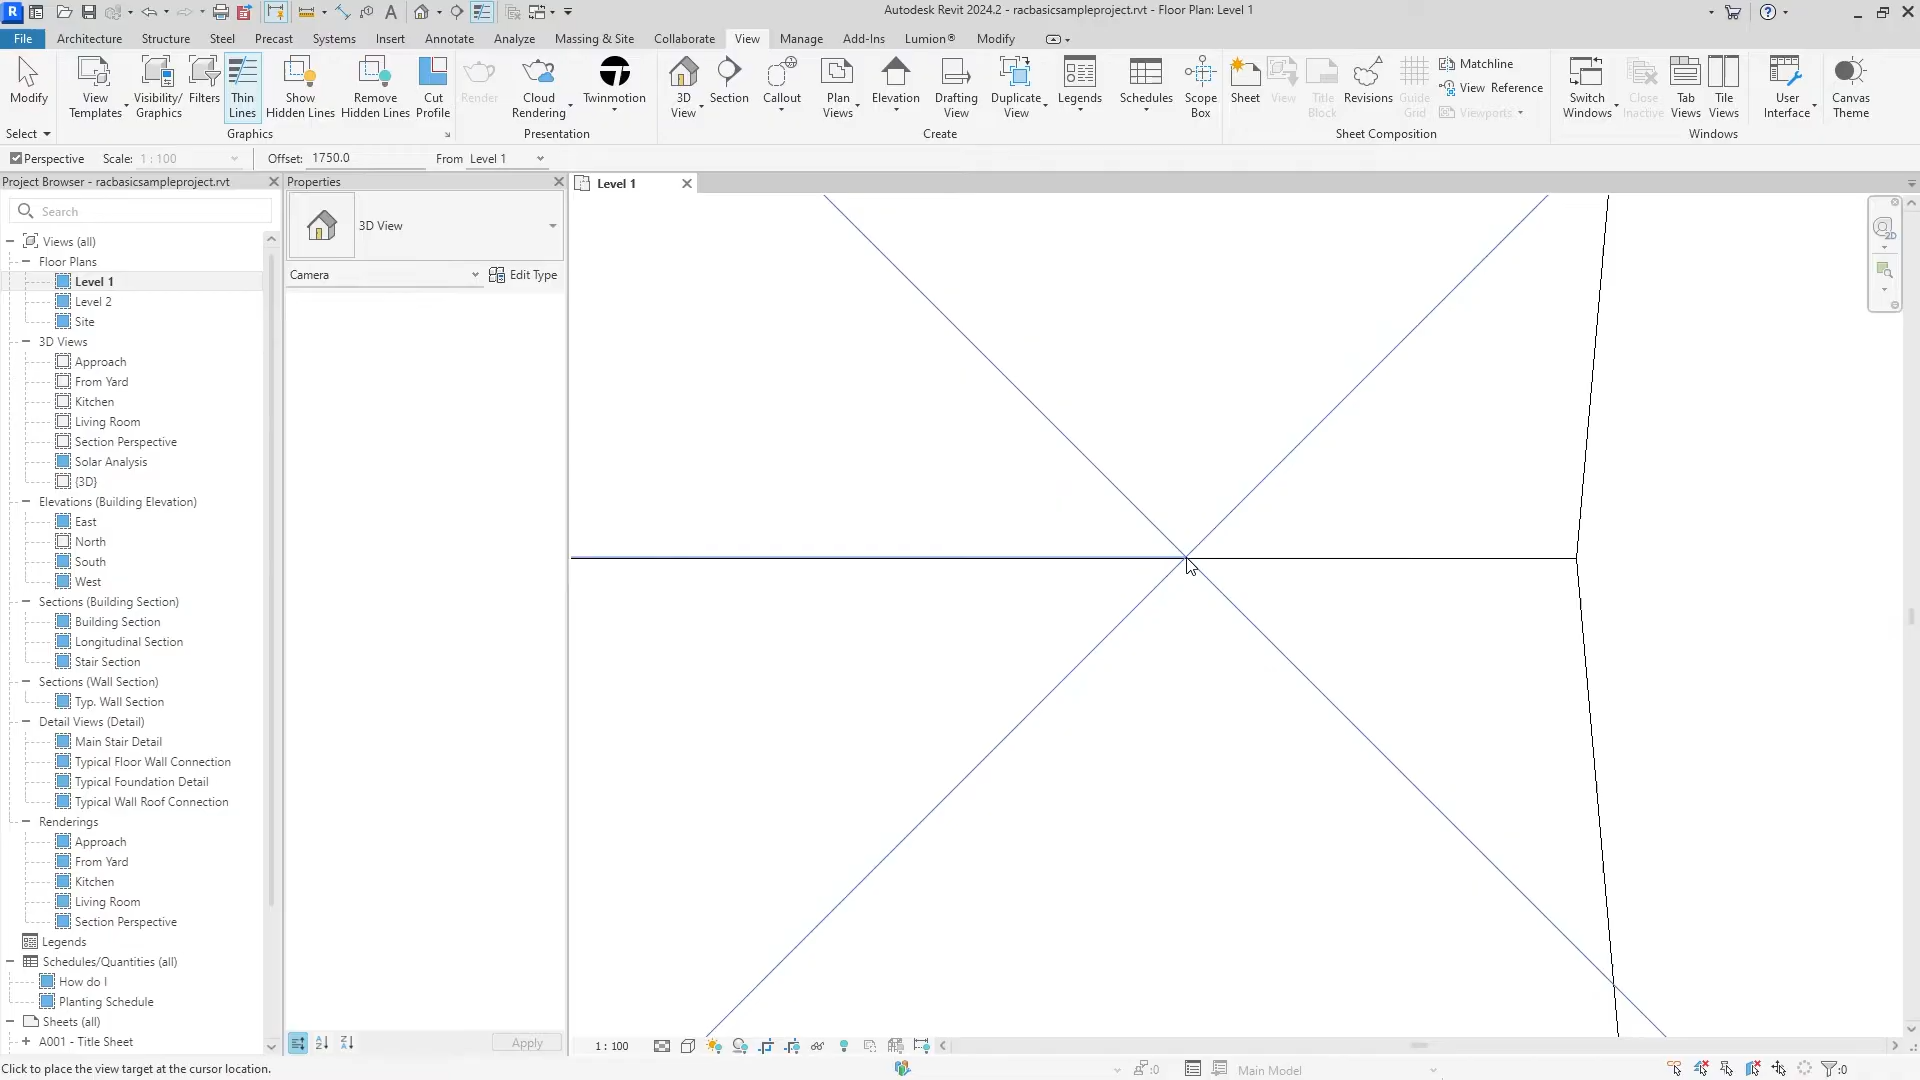 Autodesk Revit 2024.2 - racbasicsampleproject.rvt - Floor Plan: Level 1
File Architecture Structure Steel Precast Systems Insert Annotate Analyze Massing & Site Collaborate View Manage Add-Ins Lumion® Modify
Modify
View Templates
Visibility/ Graphics
Filters
Thin Lines
Show Hidden Lines
Remove Hidden Lines
Cut Profile
Render
Cloud Rendering
Twinmotion
3D View
Section
Callout
Plan Views
Elevation
Drafting View
Duplicate View
Legends
Schedules
Scope Box
Sheet
View
Title Block
Revisions
Guide Grid
Matchline
View Reference
Viewports
Switch Windows
Close Inactive
Tab Views
Tile Views
User Interface
Canvas Theme
Select Graphics Presentation Create Sheet Composition Windows
Perspective Scale: 1 : 100 Offset: 1750.0 From Level 1
Project Browser - racbasicsampleproject.rvt
Search
Views (all)
Floor Plans
Level 1
Level 2
Site
3D Views
Approach
From Yard
Kitchen
Living Room
Section Perspective
Solar Analysis
{3D}
Elevations (Building Elevation)
East
North
South
West
Sections (Building Section)
Building Section
Longitudinal Section
Stair Section
Sections (Wall Section)
Typ. Wall Section
Detail Views (Detail)
Main Stair Detail
Typical Floor Wall Connection
Typical Foundation Detail
Typical Wall Roof Connection
Renderings
Approach
From Yard
Kitchen
Living Room
Section Perspective
Legends
Schedules/Quantities (all)
How do I
Planting Schedule
Sheets (all)
A001 - Title Sheet
Properties
3D View
Camera Edit Type
Apply
Level 1
2D
1 : 100
Click to place the view target at the cursor location.
:0
Main Model
:0